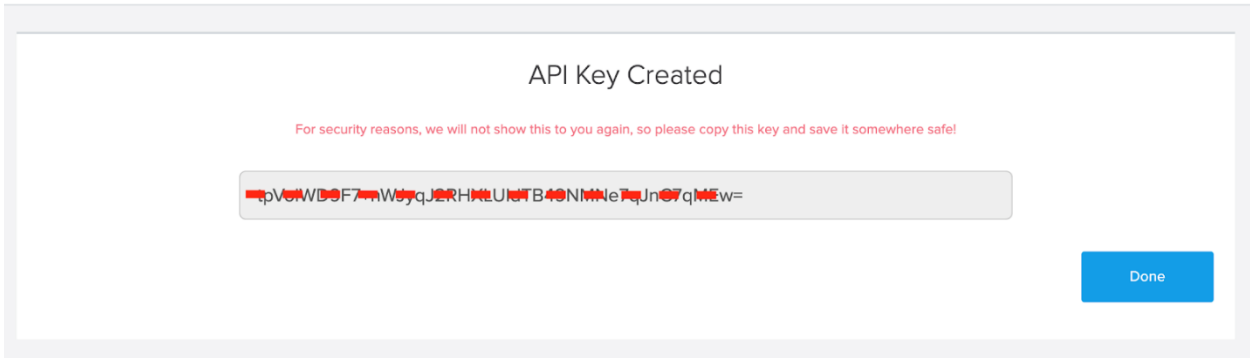 API Key Created
For security reasons, we will not show this to you again, so please copy this key and save it somewhere safe!
Done